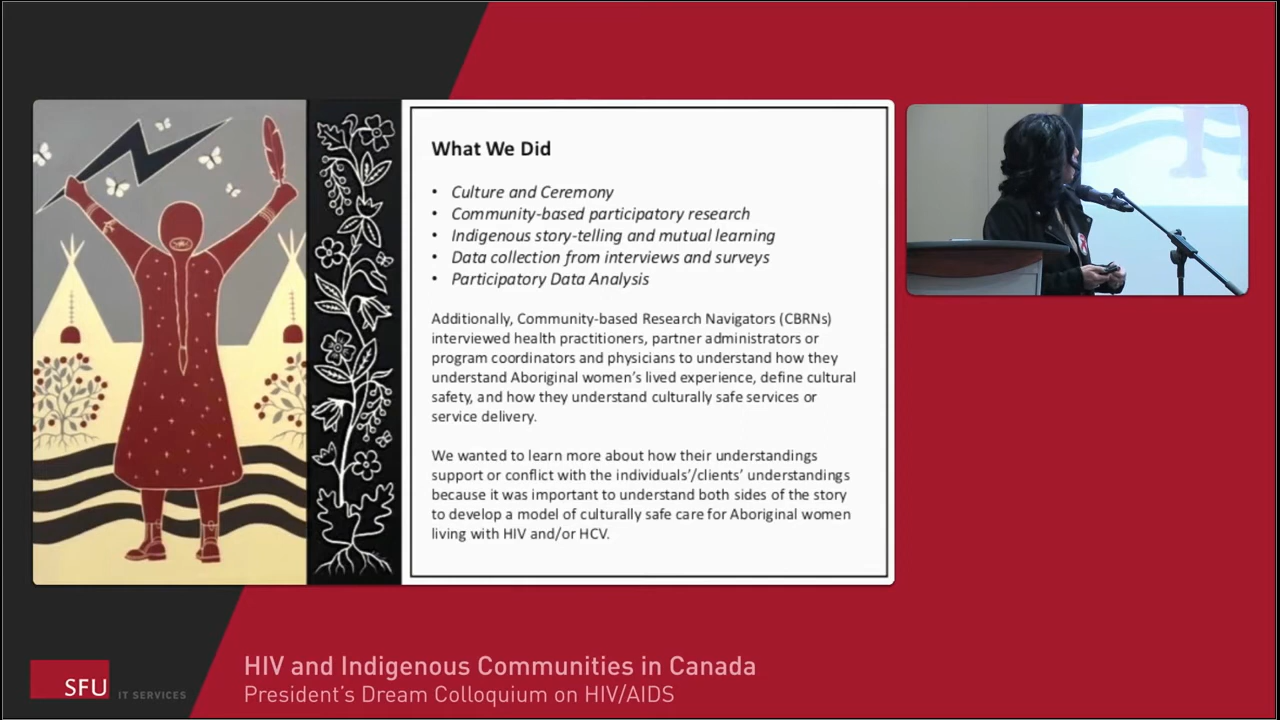 What We Did
• Culture and Ceremony
• Community-based participatory research
• Indigenous story-telling and mutual learning
• Data collection from interviews and surveys
• Participatory Data Analysis
Additionally, Community-based Research Navigators (CBRNs)
interviewed health practitioners, partner administrators or
program coordinators and physicians to understand how they
understand Aboriginal women’s lived experience, define cultural
safety, and how they understand culturally safe services or
service delivery.
We wanted to learn more about how their understandings
support or conflict with the individuals’/clients’ understandings
because it was important to understand both sides of the story
to develop a model of culturally safe care for Aboriginal women
living with HIV and/or HCV.
SFU IT SERVICES
HIV and Indigenous Communities in Canada
President’s Dream Colloquium on HIV/AIDS